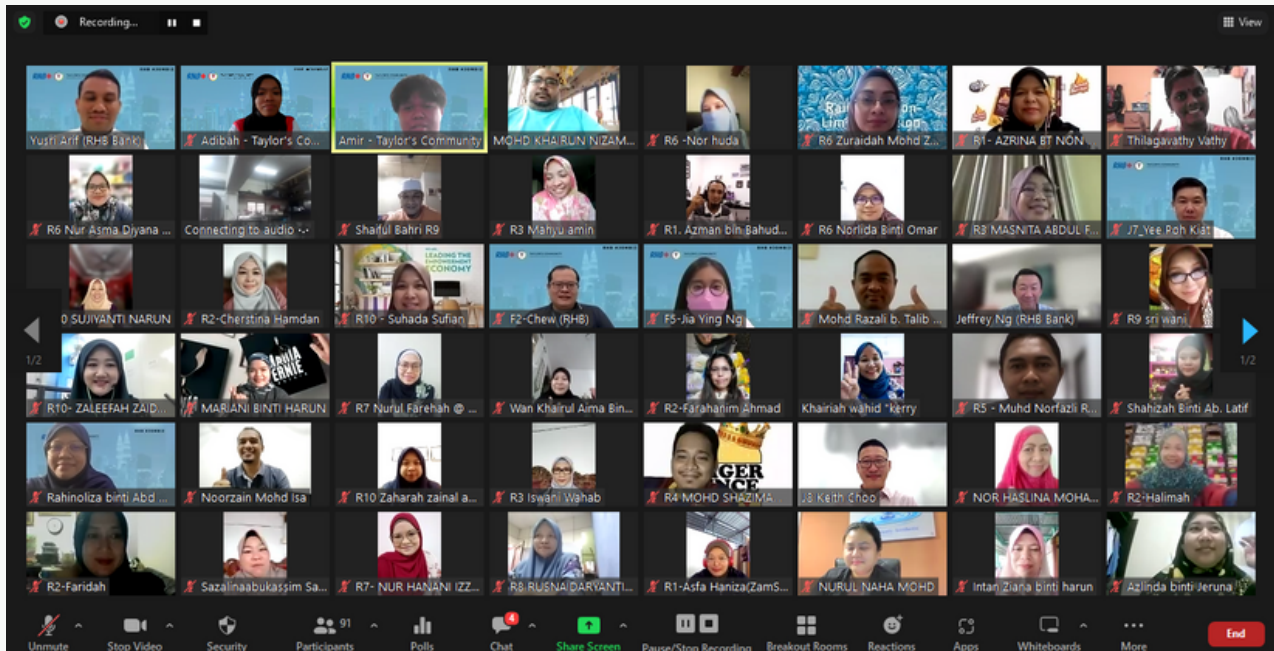 Recording...
View
Yusri Arif (RHB Bank)
Adibah - Taylor's Co...
Amir - Taylor's Community
MOHD KHAIRUN NIZAM...
R6 -Nor huda
R6 Zuraidah Mohd Z...
R1- AZRINA BT NON
Thilagavathy Vathy
R6 Nur Asma Diyana ...
Connecting to audio
Shaiful Bahri R9
R3 Mahyu amin
R1. Azman bin Bahud...
R6 Norlida Binti Omar
R3 MASNITA ABDUL F...
J7_Yee Poh Kiat
LEADING THE
EMPOWERMENT
ECONOMY
0 SUJIYANTI NARUN
R2-Cherstina Hamdan
R10 - Suhada Sufian
F2-Chew (RHB)
F5-Jia Ying Ng
Mohd Razali b. Talib ...
Jeffrey Ng (RHB Bank)
R9 sri wani
1/2
1/2
R10- ZALEEFAH ZAID...
MARIANI BINTI HARUN
R7 Nurul Farehah @ ...
Wan Khairul Aima Bin...
R2-Farahanim Ahmad
Khairiah wahid "kerry
R5 - Muhd Norfazli R...
Shahizah Binti Ab. Latif
Rahinoliza binti Abd ...
Noorzain Mohd Isa
R10 Zaharah zainal a...
R3 Iswani Wahab
R4 MOHD SHAZIMA...
J8 Keith Choo
NOR HASLINA MOHA...
R2-Halimah
R2-Faridah
Sazalinaabukassim Sa...
R7- NUR HANANI IZZ...
R8 RUSNAIDARYANTI...
R1-Asfa Haniza(ZamS...
NURUL NAHA MOHD
Intan Ziana binti harun
Azlinda binti Jeruna
91
4
Unmute
Stop Video
Security
Participants
Polls
Chat
Share Screen
Pause/Stop Recording
Breakout Rooms
Reactions
Apps
Whiteboards
More
End